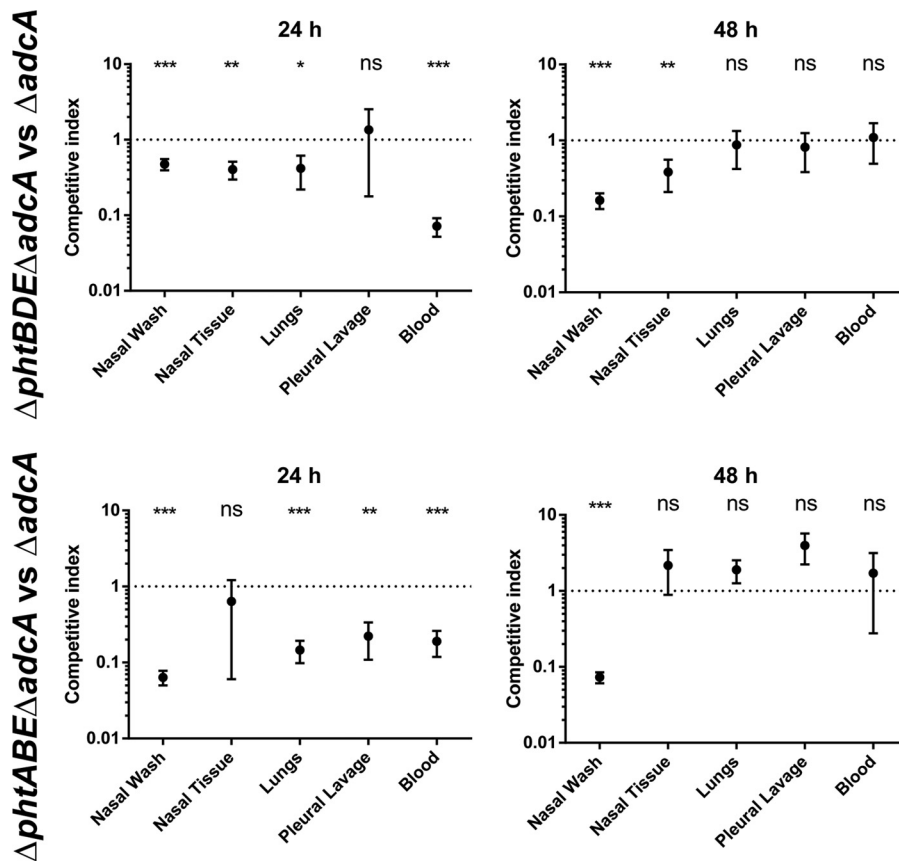 ΔphtBDEΔadcA vs ΔadcA
24 h
Competitive index
10
1
0.1
0.01
*** ** * ns ***
Nasal Wash
Nasal Tissue
Lungs
Pleural Lavage
Blood
48 h
Competitive index
10
1
0.1
0.01
*** ** ns ns ns
Nasal Wash
Nasal Tissue
Lungs
Pleural Lavage
Blood
ΔphtABEΔadcA vs ΔadcA
24 h
Competitive index
10
1
0.1
0.01
*** ns *** ** ***
Nasal Wash
Nasal Tissue
Lungs
Pleural Lavage
Blood
48 h
Competitive index
10
1
0.1
0.01
*** ns ns ns ns
Nasal Wash
Nasal Tissue
Lungs
Pleural Lavage
Blood